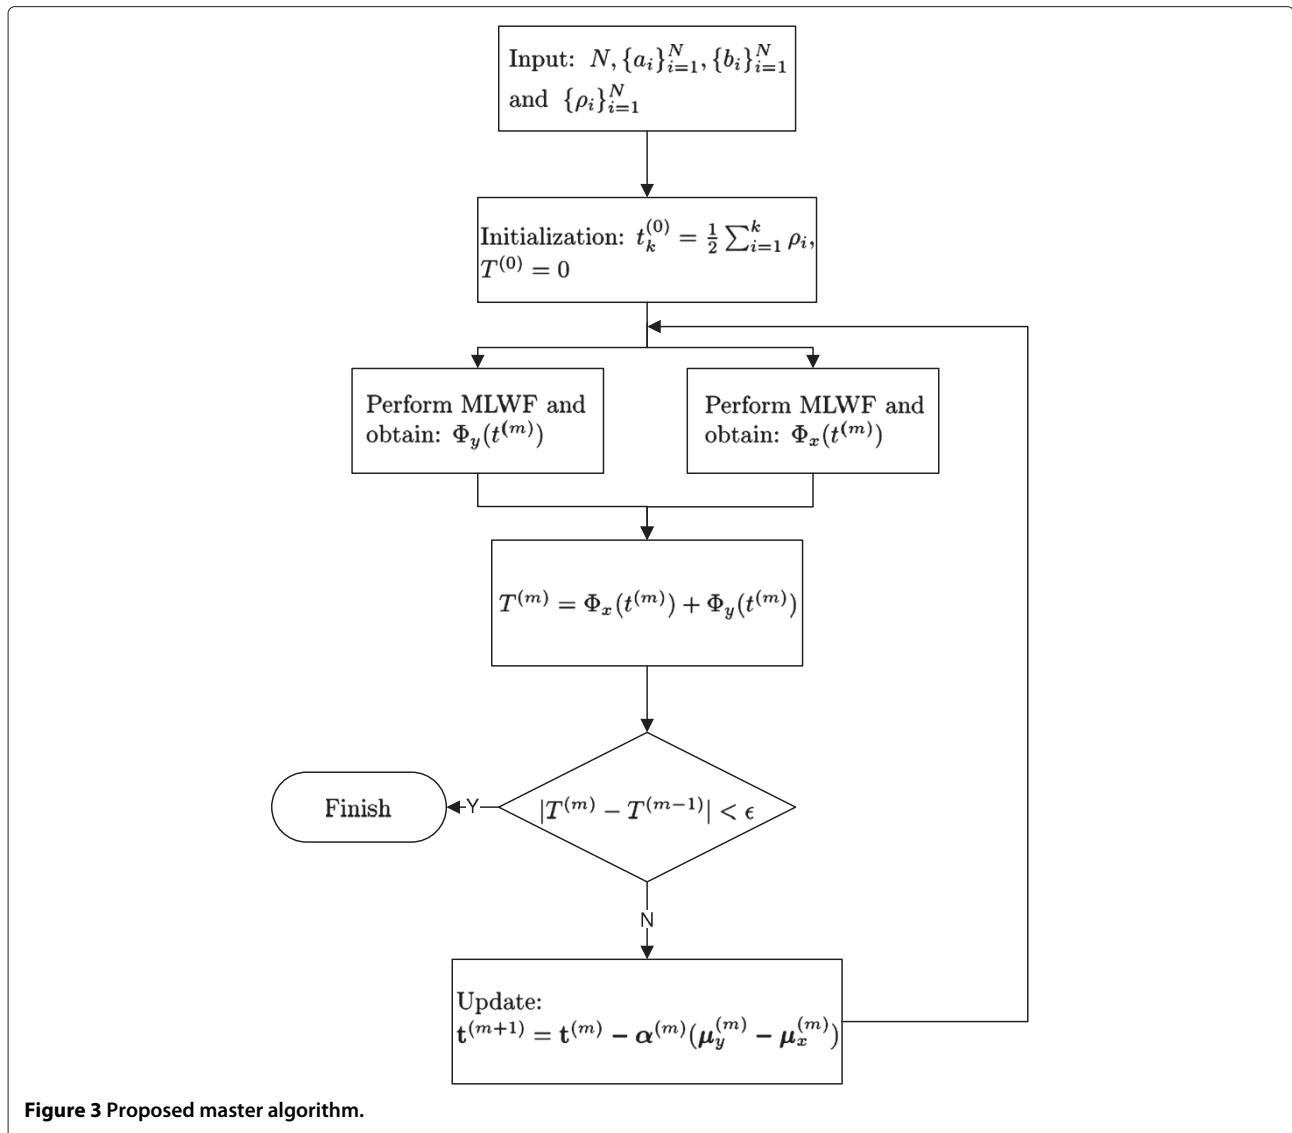 Input: N, {a_i}_{i=1}^N, {b_i}_{i=1}^N
and {ρ_i}_{i=1}^N
Initialization: t_k^{(0)} = \frac{1}{2} ∑_{i=1}^k ρ_i,
T^{(0)} = 0
Perform MLWF and
obtain: Φ_y(t^{(m)})
Perform MLWF and
obtain: Φ_x(t^{(m)})
T^{(m)} = Φ_x(t^{(m)}) + Φ_y(t^{(m)})
|T^{(m)} − T^{(m−1)}| < ϵ
Y
Finish
N
Update:
t^{(m+1)} = t^{(m)} − α^{(m)}(μ_y^{(m)} − μ_x^{(m)})
Figure 3 Proposed master algorithm.